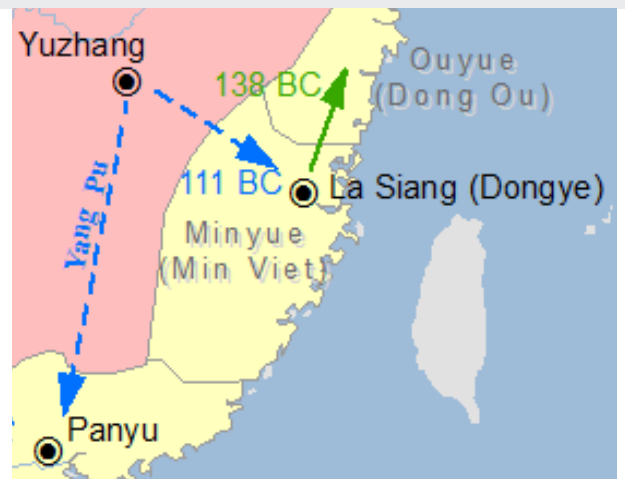 Yuzhang
Ouyue
(Dong Ou)
138 BC
111 BC
La Siang (Dongye)
Yang Pu
Minyue
(Min Viet)
Panyu